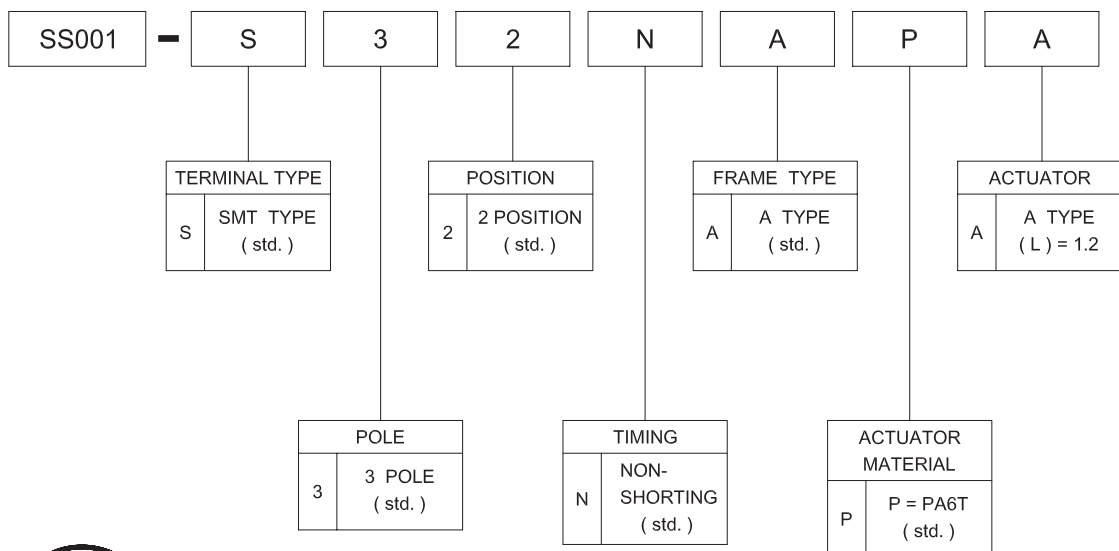 SS001 - S 3 2 N A P A
TERMINAL TYPE
S
SMT TYPE
( std. )
POSITION
2
2 POSITION
( std. )
FRAME TYPE
A
A TYPE
( std. )
ACTUATOR
A
A TYPE
( L ) = 1.2
POLE
3
3 POLE
( std. )
TIMING
N
NON-
SHORTING
( std. )
ACTUATOR
MATERIAL
P
P = PA6T
( std. )